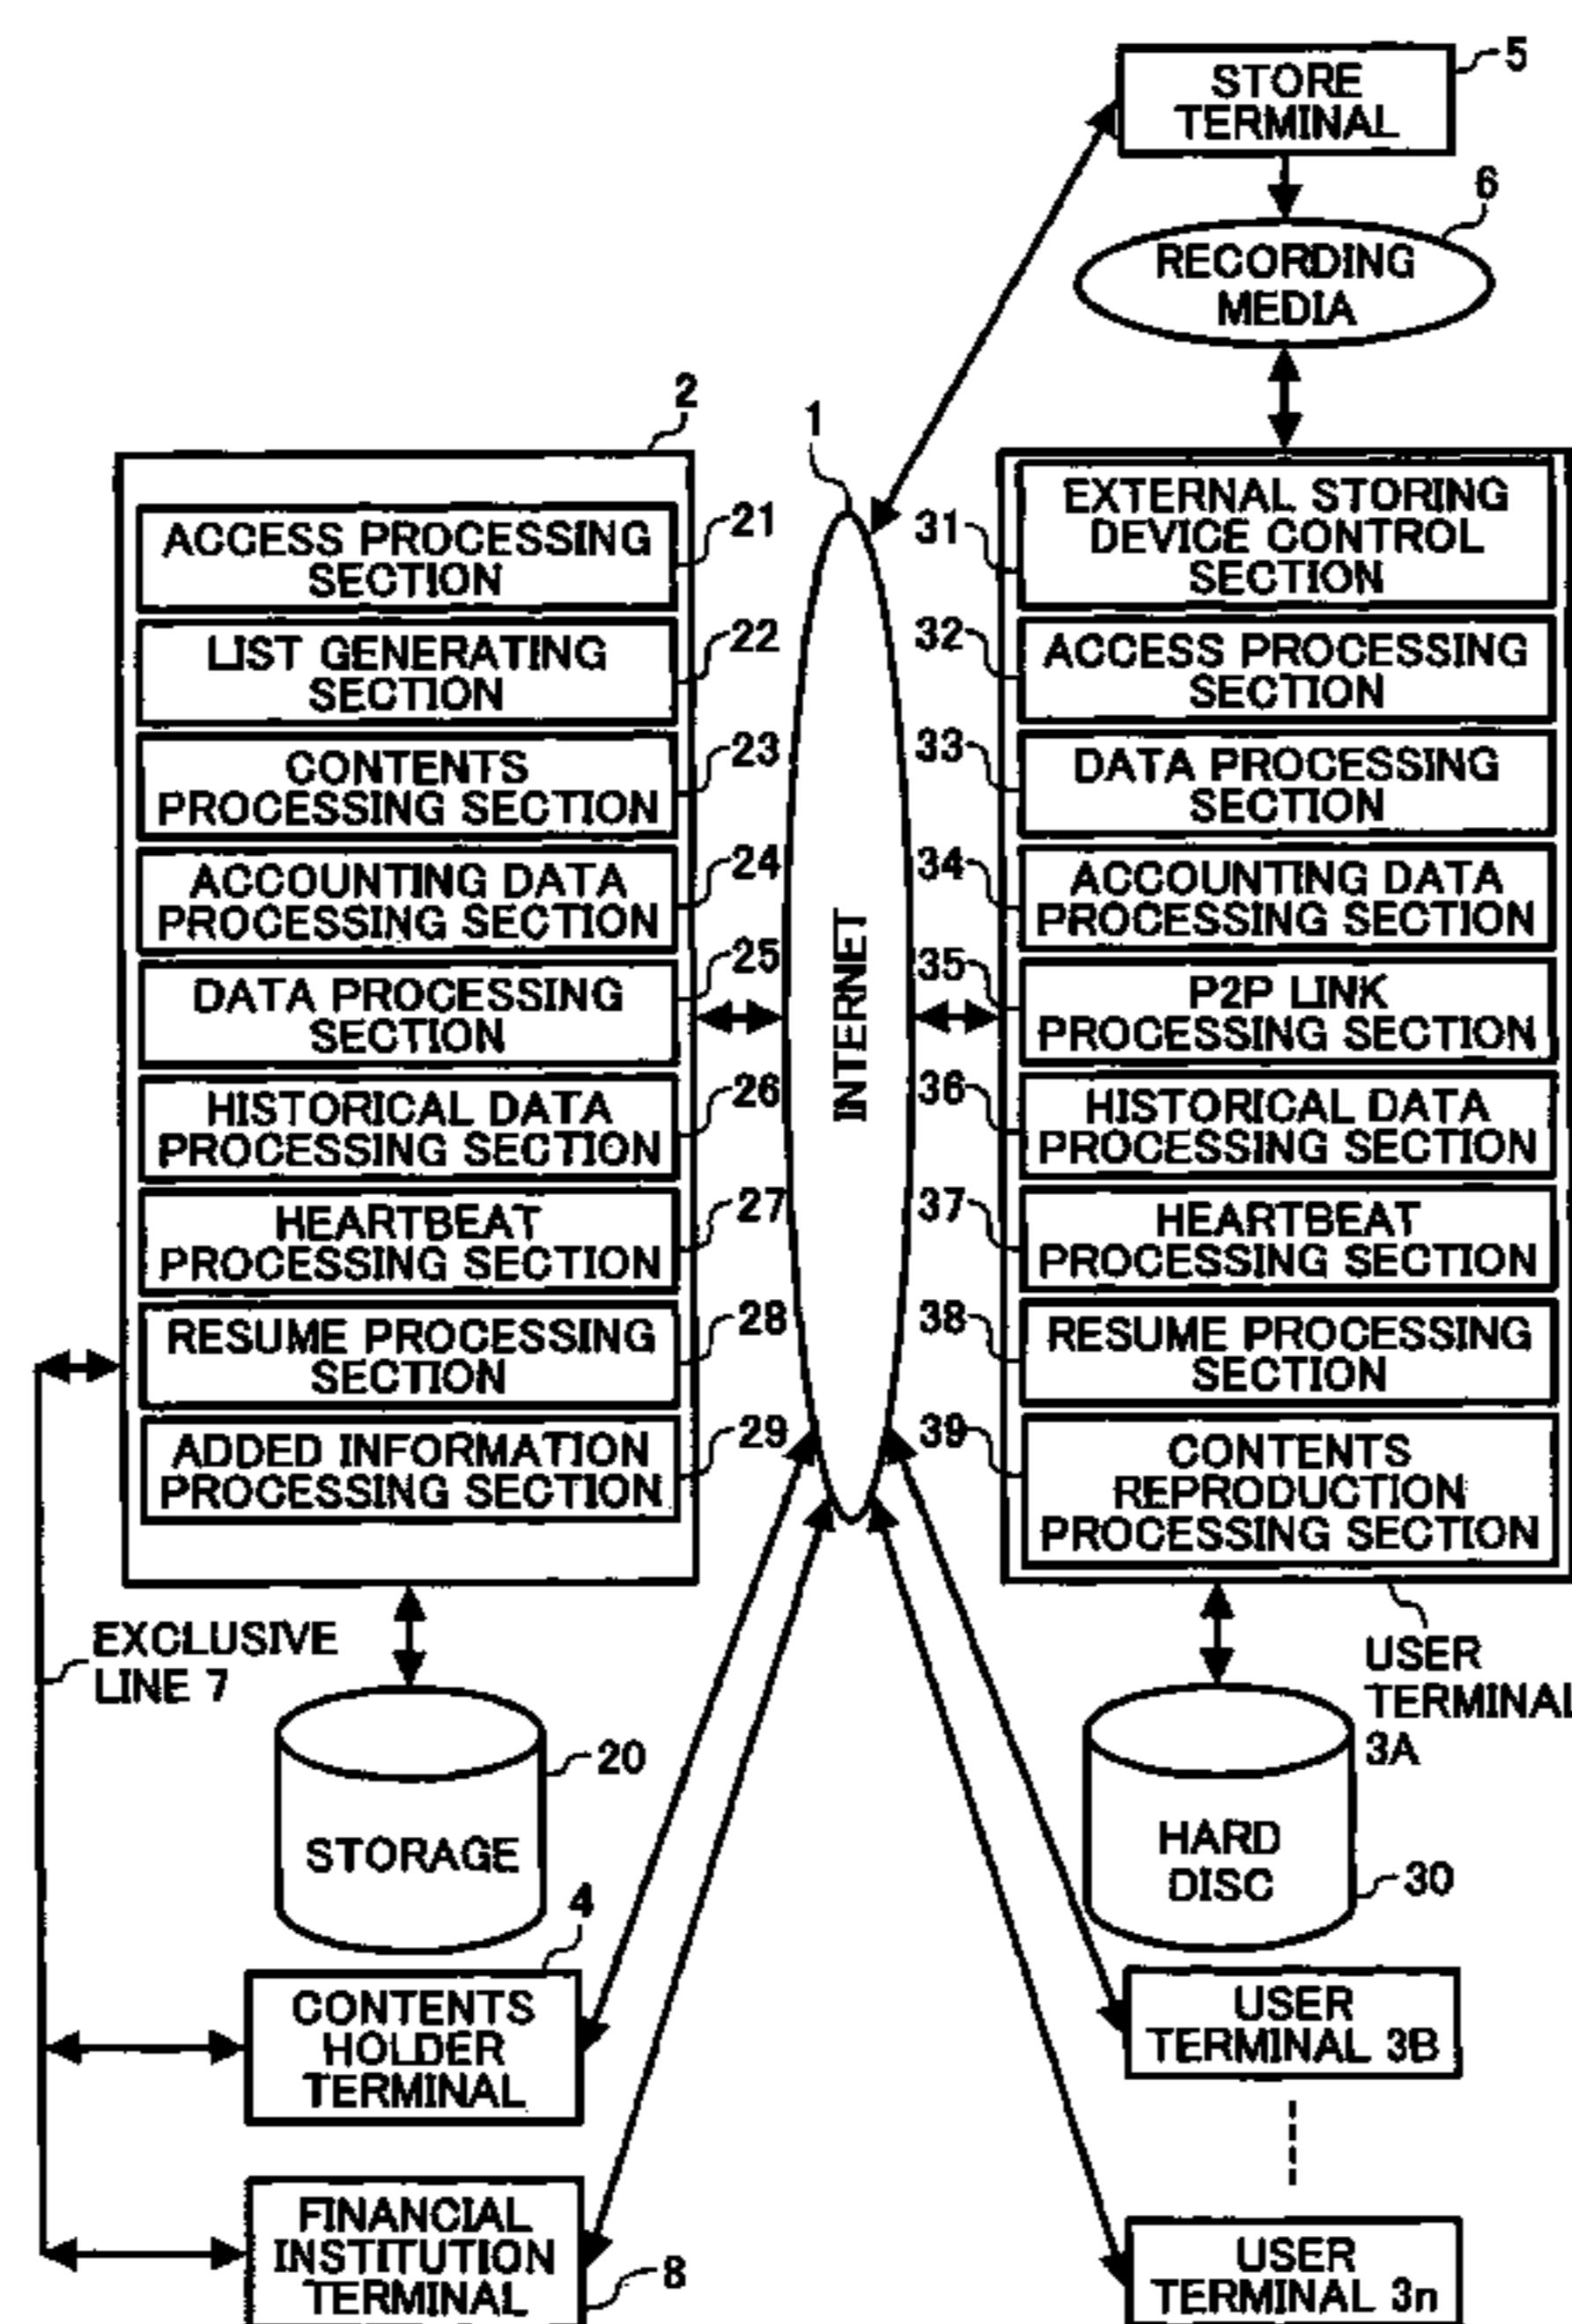 STORE
TERMINAL
5
6
RECORDING
MEDIA
2
1
ACCESS PROCESSING
SECTION
21
LIST GENERATING
SECTION
22
CONTENTS
PROCESSING SECTION
23
ACCOUNTING DATA
PROCESSING SECTION
24
DATA PROCESSING
SECTION
25
HISTORICAL DATA
PROCESSING SECTION
26
HEARTBEAT
PROCESSING SECTION
27
RESUME PROCESSING
SECTION
28
ADDED INFORMATION
PROCESSING SECTION
29
INTERNET
31
EXTERNAL STORING
DEVICE CONTROL
SECTION
32
ACCESS PROCESSING
SECTION
33
DATA PROCESSING
SECTION
34
ACCOUNTING DATA
PROCESSING SECTION
35
P2P LINK
PROCESSING SECTION
36
HISTORICAL DATA
PROCESSING SECTION
37
HEARTBEAT
PROCESSING SECTION
38
RESUME PROCESSING
SECTION
39
CONTENTS
REPRODUCTION
PROCESSING SECTION
EXCLUSIVE
LINE 7
USER
TERMINAL
3A
20
STORAGE
HARD
DISC
30
4
CONTENTS
HOLDER
TERMINAL
USER
TERMINAL 3B
FINANCIAL
INSTITUTION
TERMINAL
8
USER
TERMINAL 3n